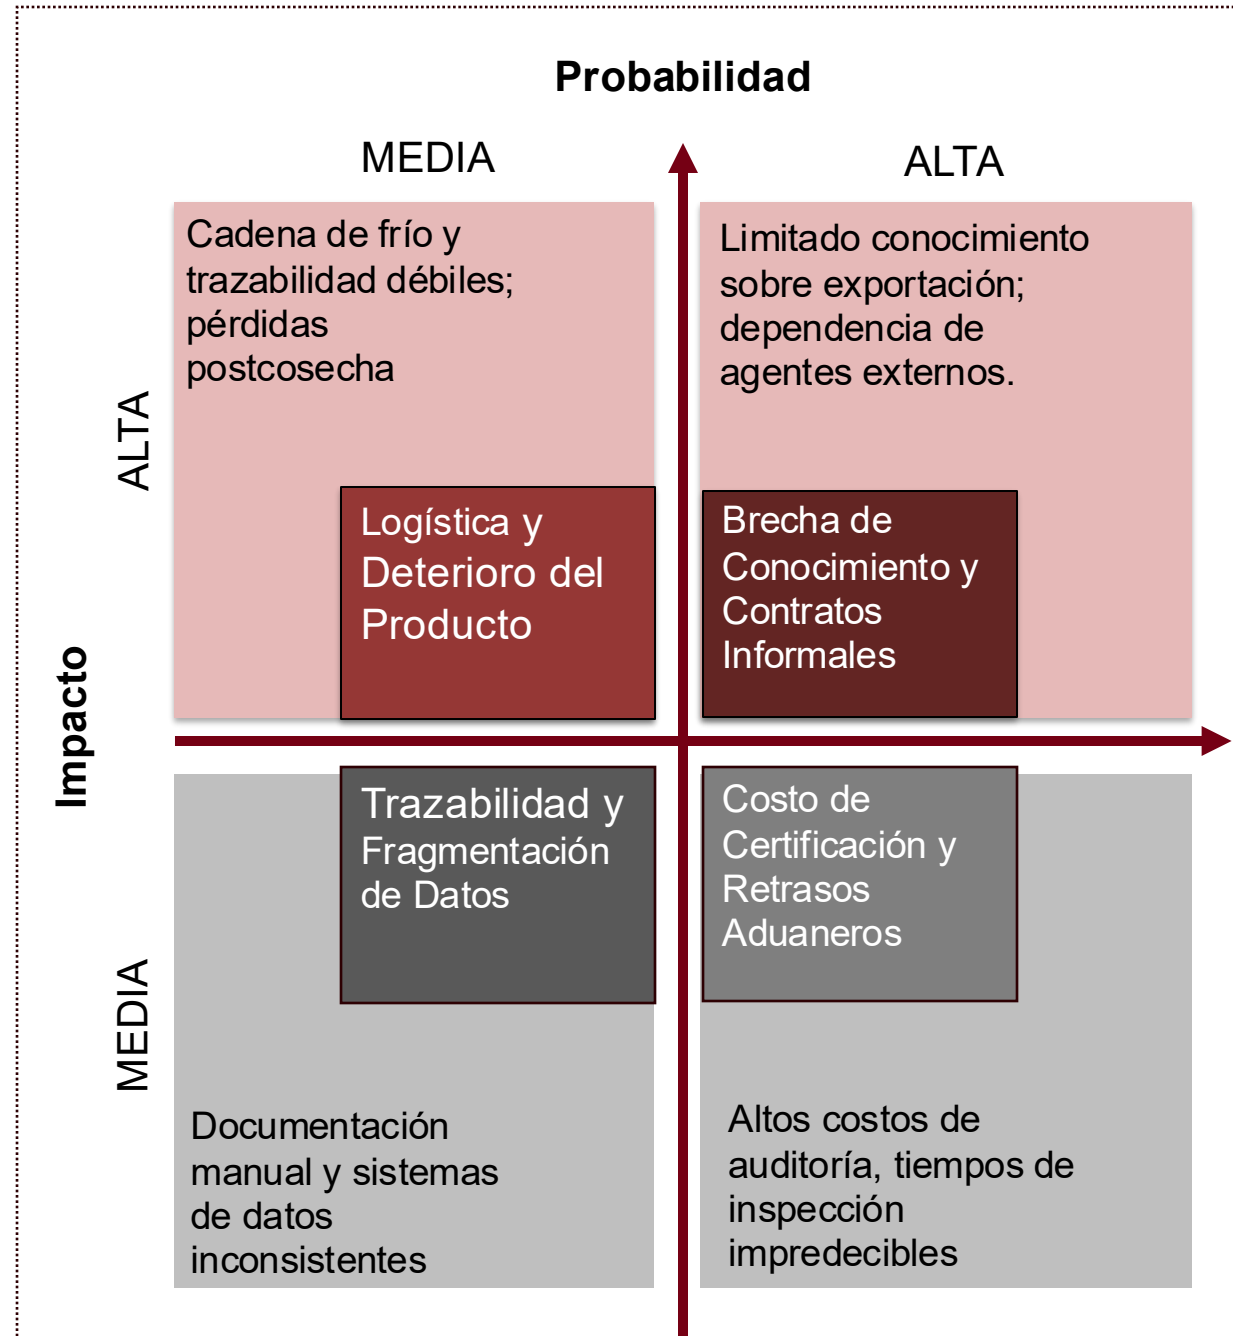 Probabilidad
MEDIA
ALTA
Cadena de frío y
trazabilidad débiles;
pérdidas
postcosecha
Limitado conocimiento
sobre exportación;
dependencia de
agentes externos.
ALTA
Logística y
Deterioro del
Producto
Brecha de
Conocimiento y
Contratos
Informales
Impacto
Trazabilidad y
Fragmentación
de Datos
Costo de
Certificación y
Retrasos
Aduaneros
MEDIA
Documentación
manual y sistemas
de datos
inconsistentes
Altos costos de
auditoría, tiempos de
inspección
impredecibles